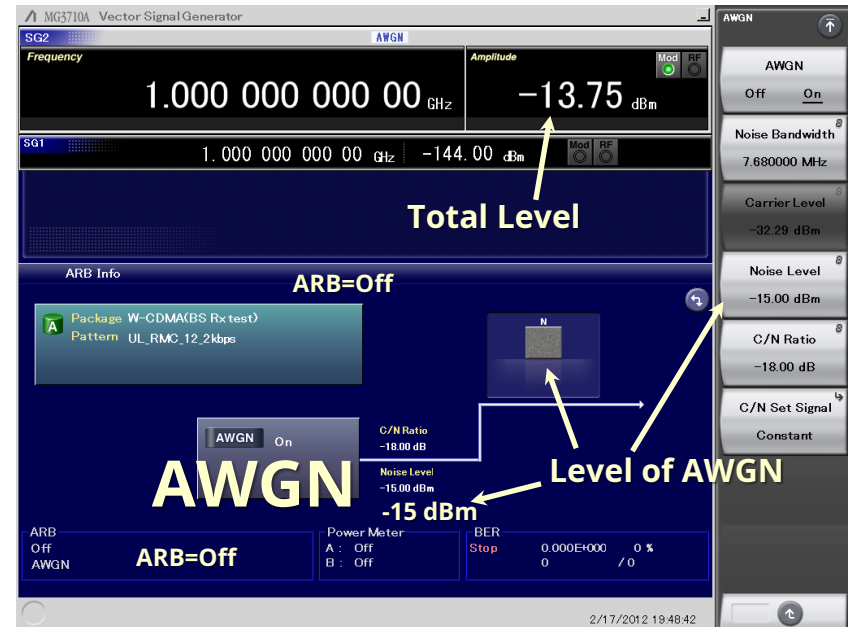 MG3710A Vector Signal Generator
SG2 AWGN
Frequency
1.000 000 000 00 GHz
Amplitude
Mod RF
-13.75 dBm
SG1
1. 000 000 000 00 GHz -144. 00 dBm
Mod RF
Total Level
ARB Info
ARB=Off
Package W-CDMA(BS Rx test)
Pattern UL_RMC_12_2kbps
A
N
AWGN On
C/N Ratio
-18.00 dB
Noise Level
-15.00 dBm
AWGN
Level of AWGN
-15 dBm
ARB
Off
AWGN
ARB=Off
Power Meter
A : Off
B : Off
BER
Stop 0.000E+000 0 %
0 / 0
2/17/2012 19:48:42
AWGN
AWGN
Off On
Noise Bandwidth
7.680000 MHz
Carrier Level
-32.29 dBm
Noise Level
-15.00 dBm
C/N Ratio
-18.00 dB
C/N Set Signal
Constant